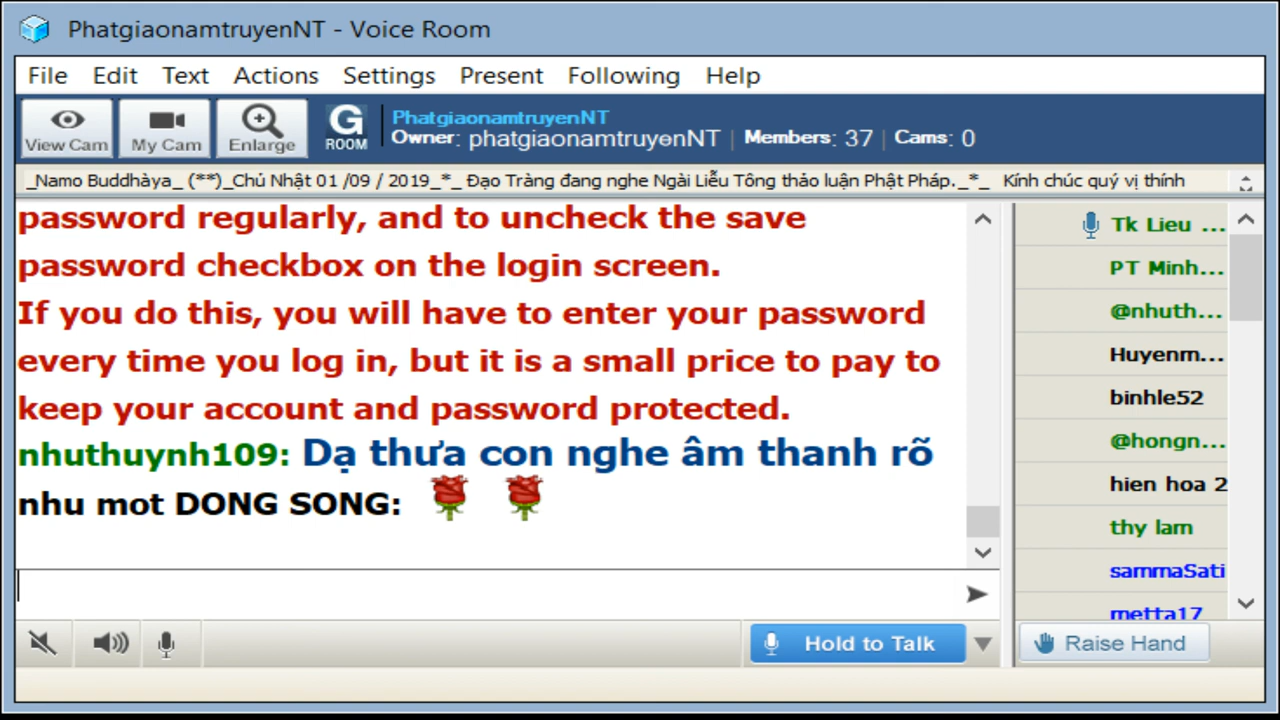 PhatgiaonamtruyenNT - Voice Room
File Edit Text Actions Settings Present Following Help
View Cam My Cam Enlarge G ROOM
PhatgiaonamtruyenNT
Owner: phatgiaonamtruyenNT | Members: 37 | Cams: 0
_Namo Buddhàya_ (**)_Chủ Nhật 01 /09 / 2019_*_ Đạo Tràng đang nghe Ngài Liễu Tông thảo luận Phật Pháp._*_ Kính chúc quý vị thính
password regularly, and to uncheck the save
password checkbox on the login screen.
If you do this, you will have to enter your password
every time you log in, but it is a small price to pay to
keep your account and password protected.
nhuthuynh109: Dạ thưa con nghe âm thanh rõ
nhu mot DONG SONG:
Tk Lieu ...
PT Minh...
@nhuth...
Huyenm...
binhle52
@hongn...
hien hoa 2
thy lam
sammaSati
metta17
Hold to Talk
Raise Hand